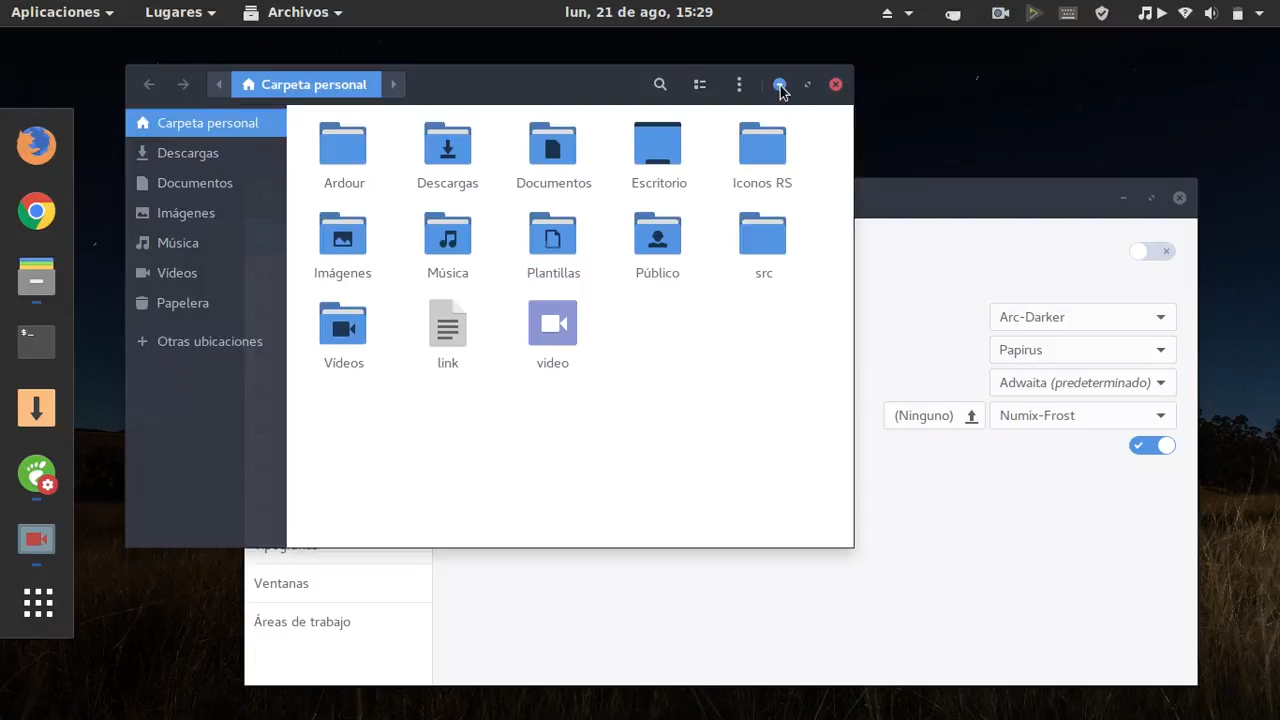 Aplicaciones Lugares Archivos lun, 21 de ago, 15:29
Carpeta personal
Carpeta personal
Descargas
Documentos
Imágenes
Música
Vídeos
Papelera
Otras ubicaciones
Ardour Descargas Documentos Escritorio Iconos RS
Imágenes Música Plantillas Público src
Vídeos link video
Arc-Darker
Papirus
Adwaita (predeterminado)
(Ninguno) Numix-Frost
Ventanas
Áreas de trabajo